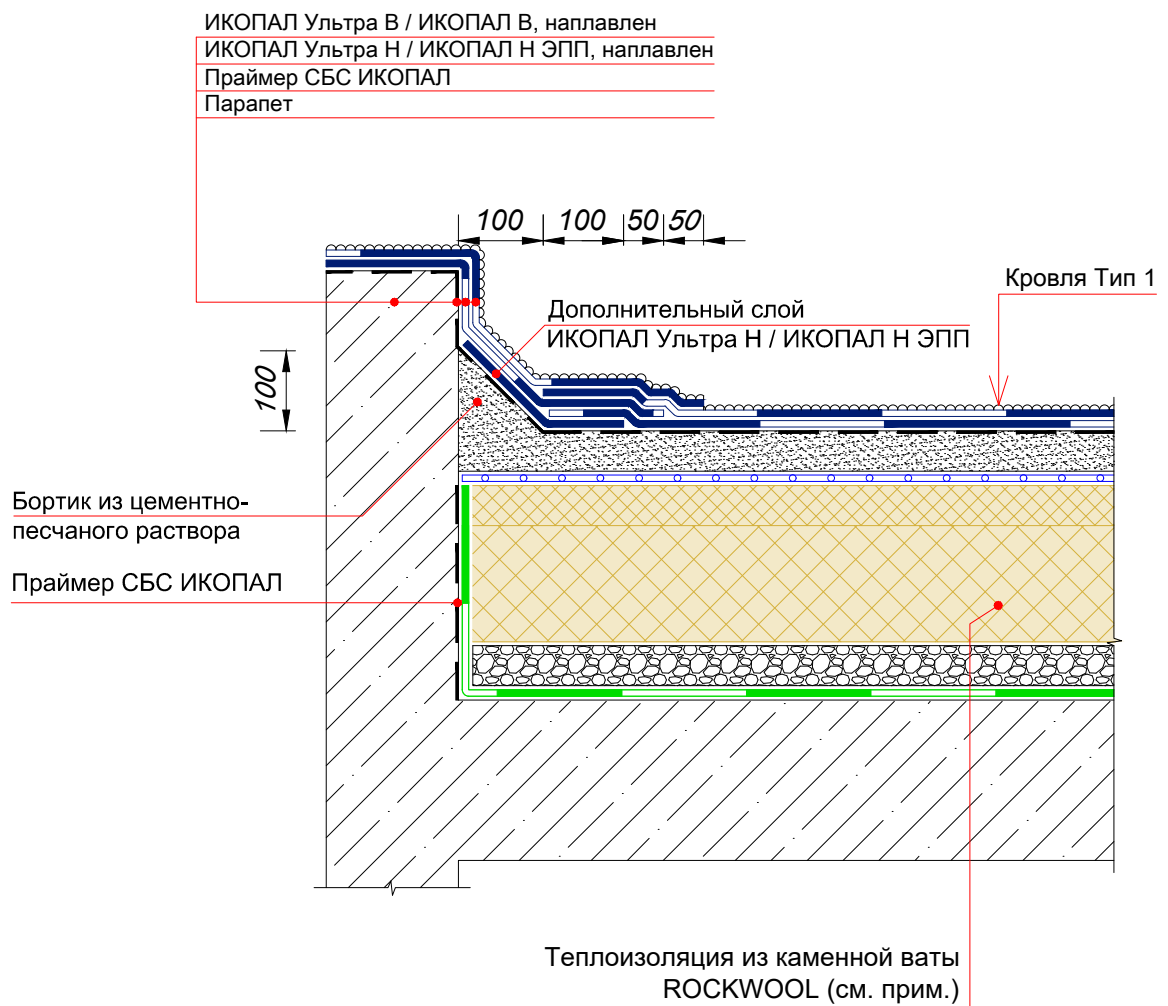 ИКОПАЛ Ультра В / ИКОПАЛ В, наплавлен
ИКОПАЛ Ультра Н / ИКОПАЛ Н ЭПП, наплавлен
Праймер СБС ИКОПАЛ
Парапет
100 100 50 50
Кровля Тип 1
Дополнительный слой
ИКОПАЛ Ультра Н / ИКОПАЛ Н ЭПП
100
Бортик из цементно-
песчаного раствора
Праймер СБС ИКОПАЛ
Теплоизоляция из каменной ваты
ROCKWOOL (см. прим.)